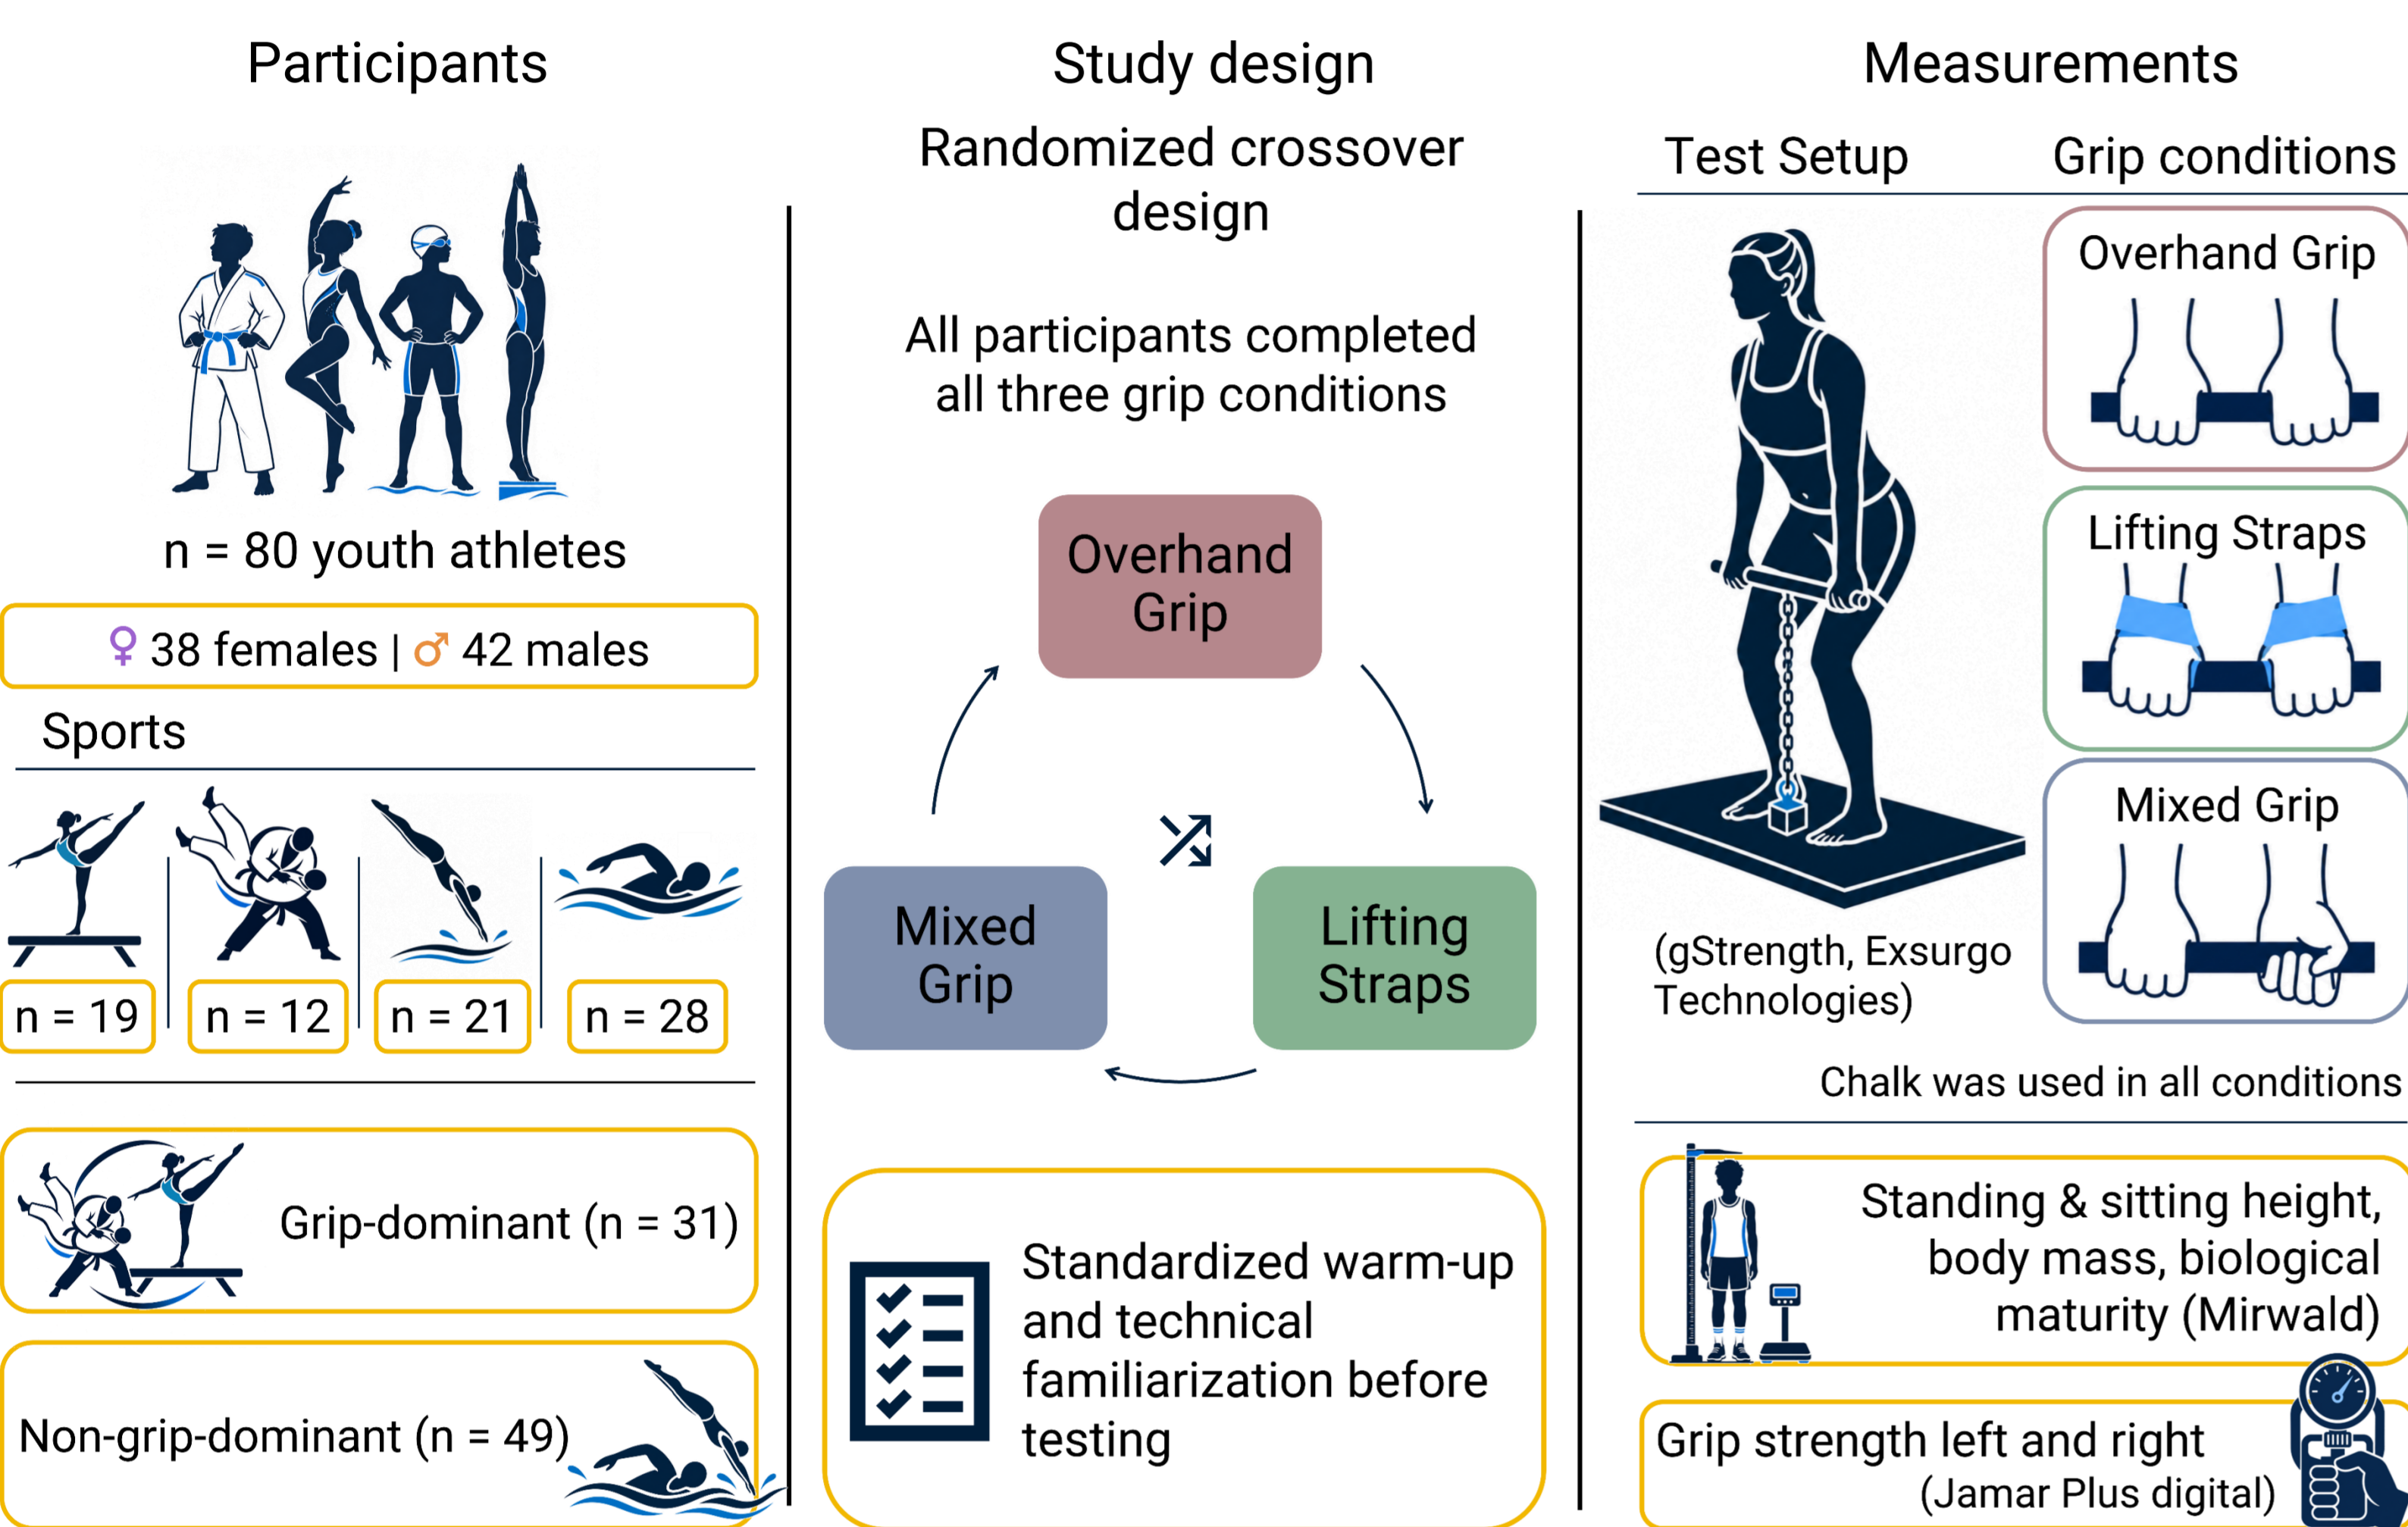 Participants
n = 80 youth athletes
♀ 38 females | ♂ 42 males
Sports
n = 19
n = 12
n = 21
n = 28
Grip-dominant (n = 31)
Non-grip-dominant (n = 49)
Study design
Randomized crossover
design
All participants completed
all three grip conditions
Overhand
Grip
Mixed
Grip
Lifting
Straps
Standardized warm-up
and technical
familiarization before
testing
Measurements
Test Setup
Grip conditions
Overhand Grip
Lifting Straps
Mixed Grip
(gStrength, Exsurgo
Technologies)
Chalk was used in all conditions
Standing & sitting height,
body mass, biological
maturity (Mirwald)
Grip strength left and right
(Jamar Plus digital)